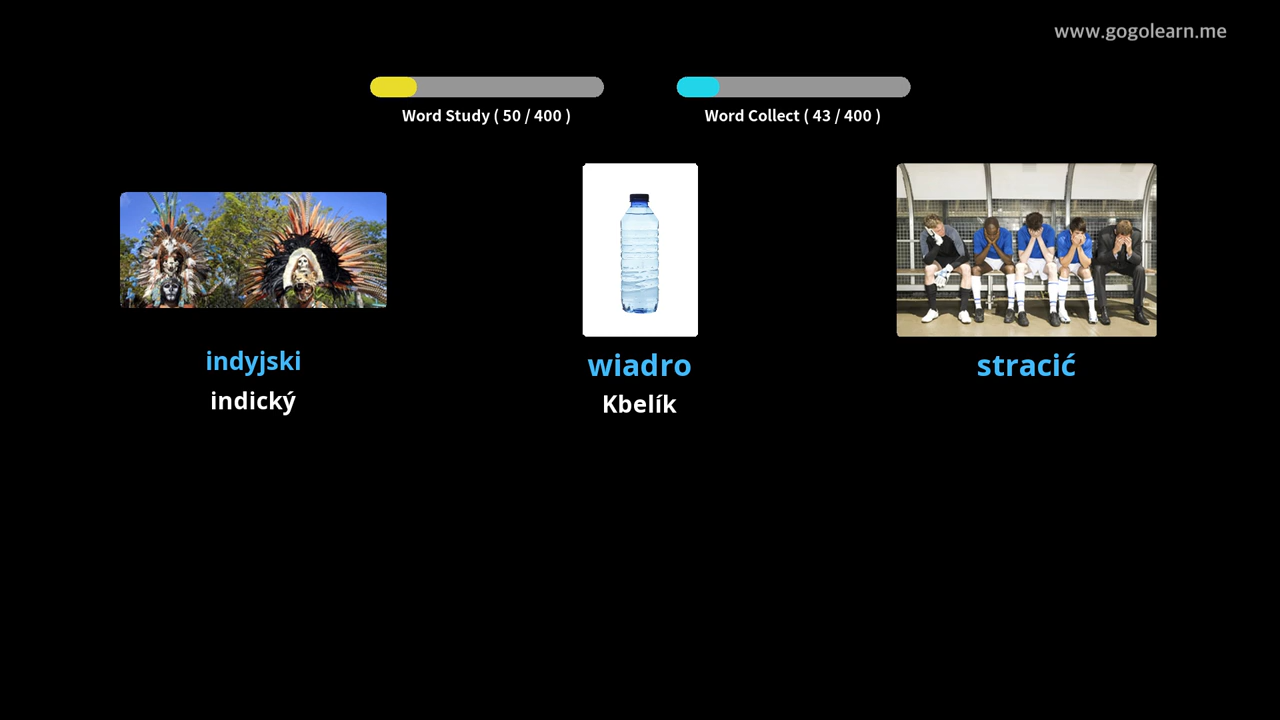 www.gogolearn.me
Word Study ( 50 / 400 )
Word Collect ( 43 / 400 )
indyjski
indický
wiadro
Kbelík
stracić